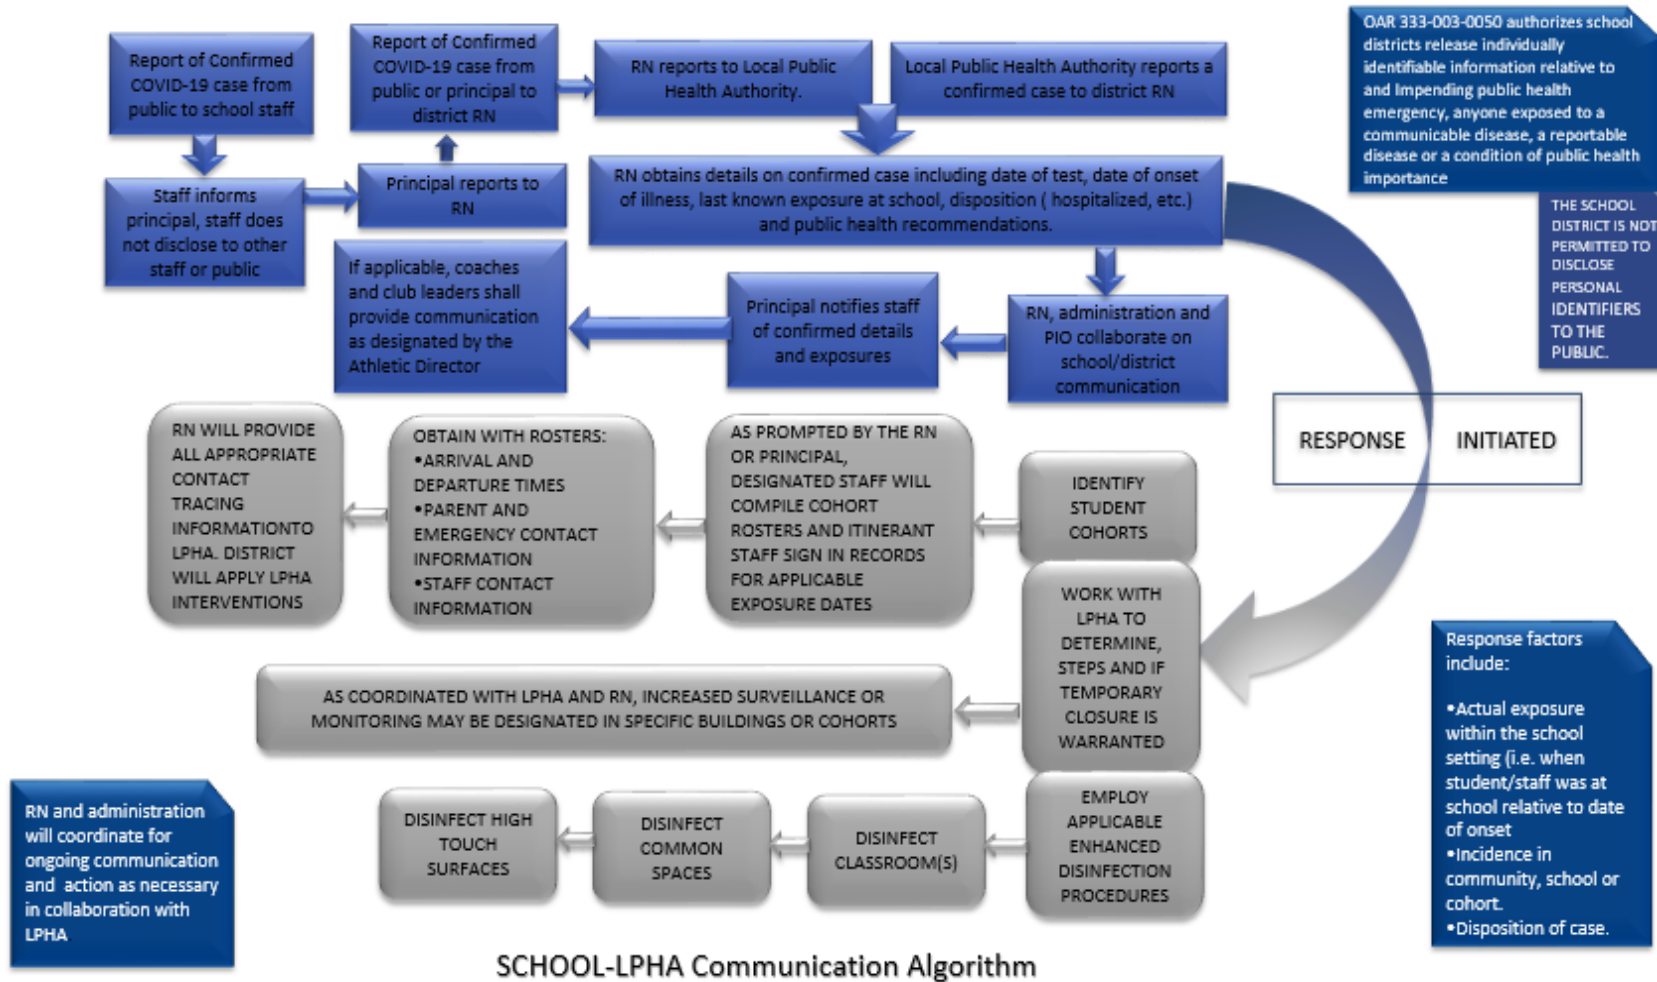 Report of Confirmed
COVID-19 case from
public to school staff
Report of Confirmed
COVID-19 case from
public or principal to
district RN
RN reports to Local Public
Health Authority.
Local Public Health Authority reports a
confirmed case to district RN
OAR 333-003-0050 authorizes school
districts release individually
identifiable information relative to
and Impending public health
emergency, anyone exposed to a
communicable disease, a reportable
disease or a condition of public health
importance
THE SCHOOL
DISTRICT IS NOT
PERMITTED TO
DISCLOSE
PERSONAL
IDENTIFIERS
TO THE
PUBLIC.
Staff informs
principal, staff does
not disclose to other
staff or public
Principal reports to
RN
RN obtains details on confirmed case including date of test, date of onset
of illness, last known exposure at school, disposition ( hospitalized, etc.)
and public health recommendations.
If applicable, coaches
and club leaders shall
provide communication
as designated by the
Athletic Director
Principal notifies staff
of confirmed details
and exposures
RN, administration and
PIO collaborate on
school/district
communication
RESPONSE INITIATED
RN WILL PROVIDE
ALL APPROPRIATE
CONTACT
TRACING
INFORMATIONTO
LPHA. DISTRICT
WILL APPLY LPHA
INTERVENTIONS
OBTAIN WITH ROSTERS:
•ARRIVAL AND
DEPARTURE TIMES
•PARENT AND
EMERGENCY CONTACT
INFORMATION
•STAFF CONTACT
INFORMATION
AS PROMPTED BY THE RN
OR PRINCIPAL,
DESIGNATED STAFF WILL
COMPILE COHORT
ROSTERS AND ITINERANT
STAFF SIGN IN RECORDS
FOR APPLICABLE
EXPOSURE DATES
IDENTIFY
STUDENT
COHORTS
WORK WITH
LPHA TO
DETERMINE,
STEPS AND IF
TEMPORARY
CLOSURE IS
WARRANTED
AS COORDINATED WITH LPHA AND RN, INCREASED SURVEILLANCE OR
MONITORING MAY BE DESIGNATED IN SPECIFIC BUILDINGS OR COHORTS
Response factors
include:
•Actual exposure
within the school
setting (i.e. when
student/staff was at
school relative to date
of onset
•Incidence in
community, school or
cohort.
•Disposition of case.
RN and administration
will coordinate for
ongoing communication
and action as necessary
in collaboration with
LPHA
DISINFECT HIGH
TOUCH
SURFACES
DISINFECT
COMMON
SPACES
DISINFECT
CLASSROOM(S)
EMPLOY
APPLICABLE
ENHANCED
DISINFECTION
PROCEDURES
SCHOOL-LPHA Communication Algorithm